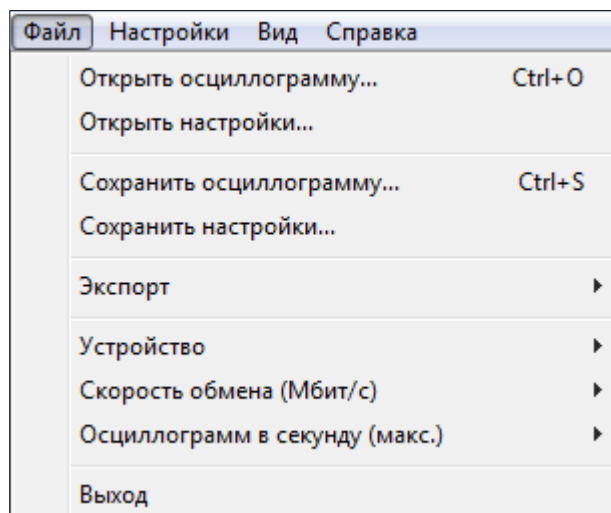 Файл Настройки Вид Справка
Открыть осциллограмму... Ctrl+O
Открыть настройки...
Сохранить осциллограмму... Ctrl+S
Сохранить настройки...
Экспорт
Устройство
Скорость обмена (Мбит/с)
Осциллограмм в секунду (макс.)
Выход